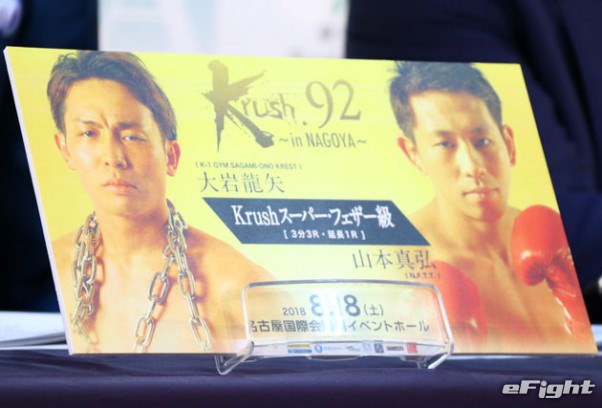 Krush.92
～in NAGOYA～
( K-1 GYM SAGAMI-ONO KREST )
大岩龍矢
Krushスーパー・フェザー級
[ 3分3R・延長1R ]
山本真弘
(N.F.T.T.)
2018 8.18（土）
名古屋国際会 イベントホール
eFight